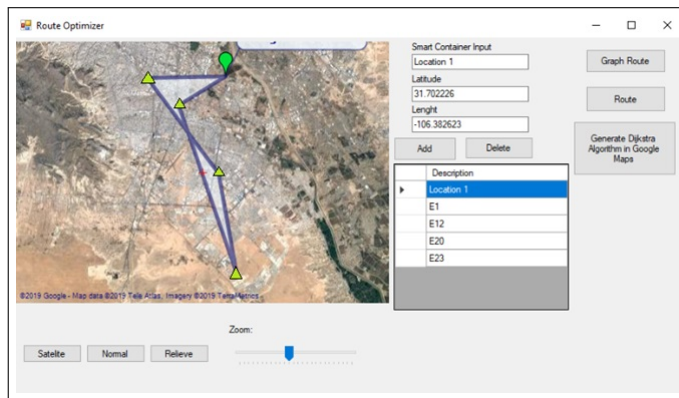 Route Optimizer
Smart Container Input
Location 1
Latitude
31.702226
Lenght
-106.382623
Add
Delete
Graph Route
Route
Generate Dijkstra
Algorithm in Google
Maps
Description
Location 1
E1
E12
E20
E23
©2019 Google - Map data ©2019 Tele Atlas, Imagery ©2019 TerraMetrics
Zoom:
Satelite
Normal
Relieve